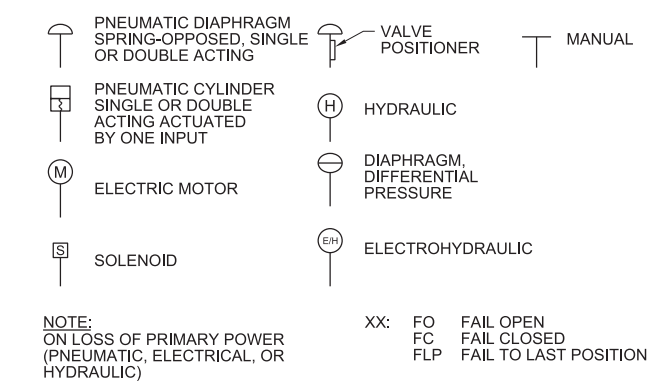 PNEUMATIC DIAPHRAGM
SPRING-OPPOSED, SINGLE
OR DOUBLE ACTING
VALVE
POSITIONER
MANUAL
PNEUMATIC CYLINDER
SINGLE OR DOUBLE
ACTING ACTUATED
BY ONE INPUT
H
HYDRAULIC
M
ELECTRIC MOTOR
DIAPHRAGM,
DIFFERENTIAL
PRESSURE
S
SOLENOID
E/H
ELECTROHYDRAULIC
NOTE:
ON LOSS OF PRIMARY POWER
(PNEUMATIC, ELECTRICAL, OR
HYDRAULIC)
XX: FO FAIL OPEN
FC FAIL CLOSED
FLP FAIL TO LAST POSITION